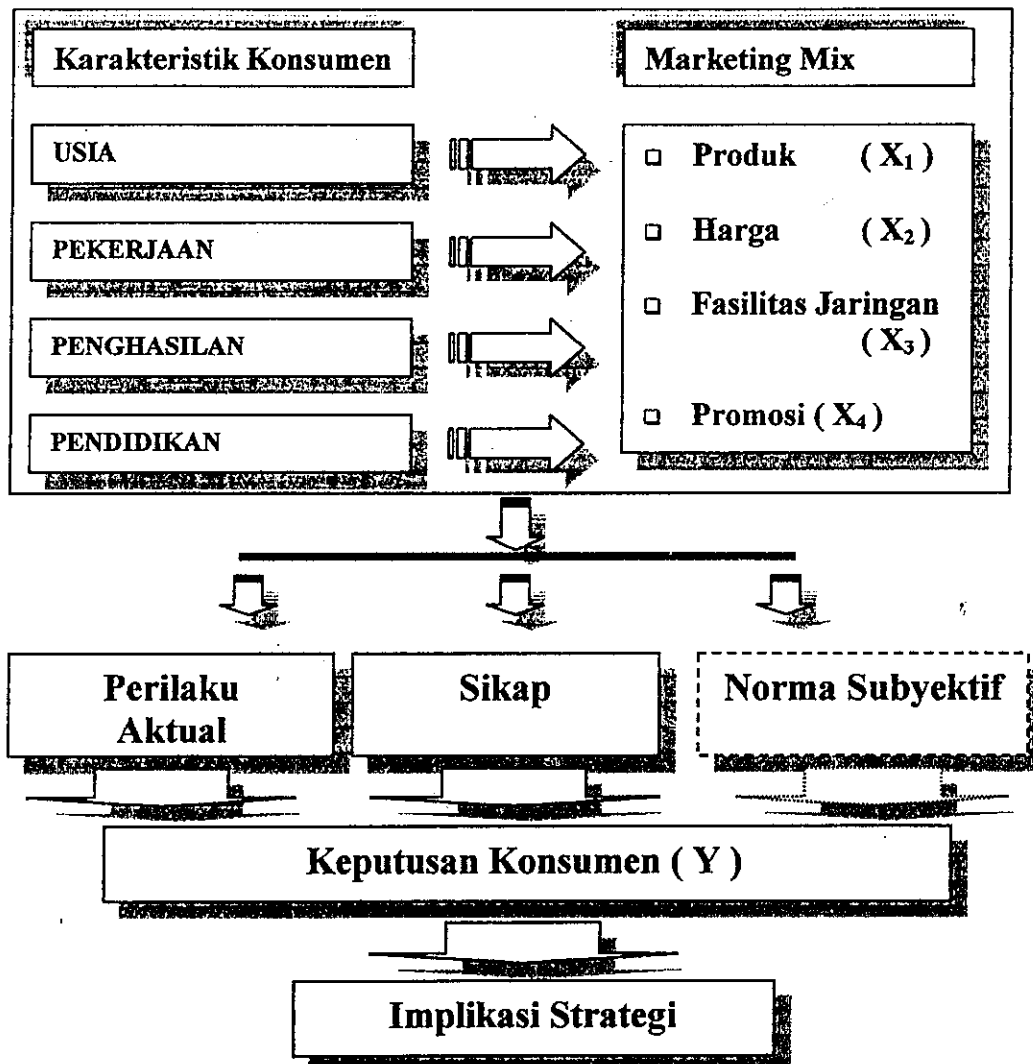 Karakteristik Konsumen
Marketing Mix
USIA
PEKERJAAN
PENGHASILAN
PENDIDIKAN
□ Produk ( X₁ )
□ Harga ( X₂ )
□ Fasilitas Jaringan
( X₃ )
□ Promosi ( X₄ )
Perilaku
Aktual
Sikap
Norma Subyektif
Keputusan Konsumen ( Y )
Implikasi Strategi